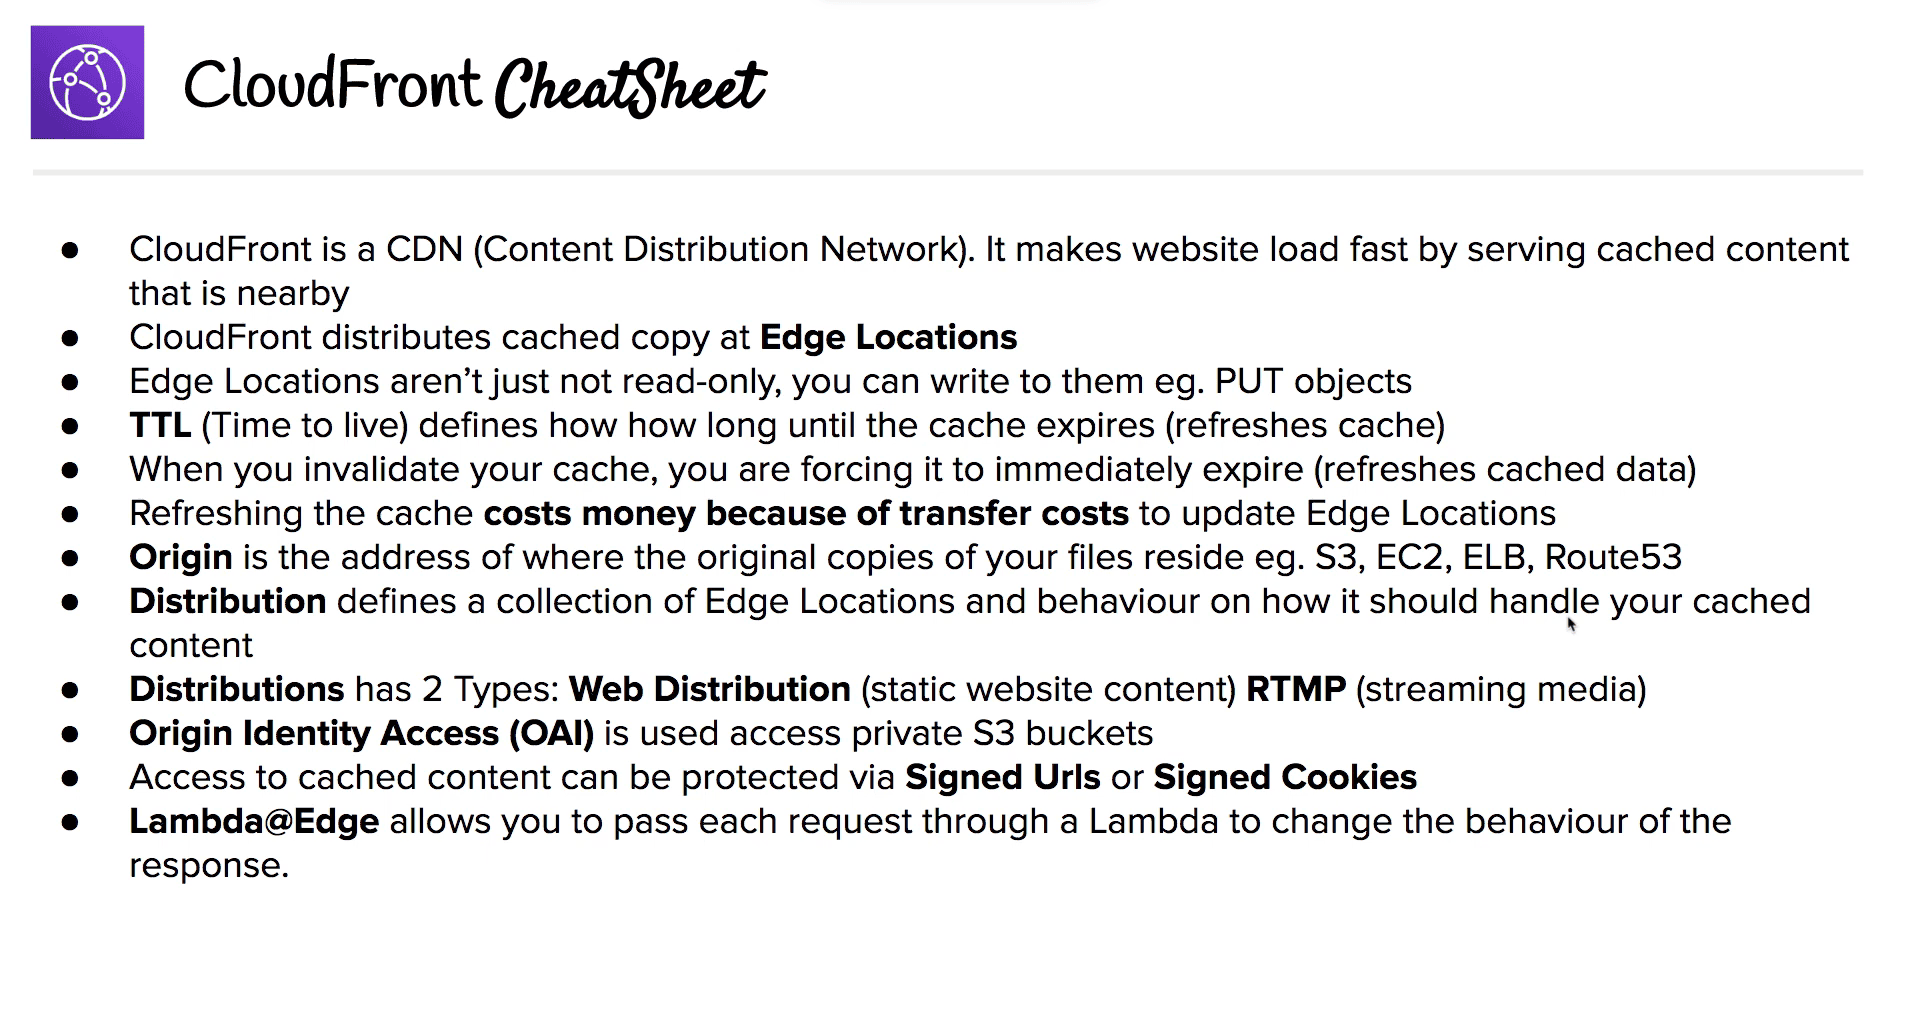 CloudFront CheatSheet
● CloudFront is a CDN (Content Distribution Network). It makes website load fast by serving cached content
that is nearby
● CloudFront distributes cached copy at Edge Locations
● Edge Locations aren’t just not read-only, you can write to them eg. PUT objects
● TTL (Time to live) defines how how long until the cache expires (refreshes cache)
● When you invalidate your cache, you are forcing it to immediately expire (refreshes cached data)
● Refreshing the cache costs money because of transfer costs to update Edge Locations
● Origin is the address of where the original copies of your files reside eg. S3, EC2, ELB, Route53
● Distribution defines a collection of Edge Locations and behaviour on how it should handle your cached
content
● Distributions has 2 Types: Web Distribution (static website content) RTMP (streaming media)
● Origin Identity Access (OAI) is used access private S3 buckets
● Access to cached content can be protected via Signed Urls or Signed Cookies
● Lambda@Edge allows you to pass each request through a Lambda to change the behaviour of the
response.